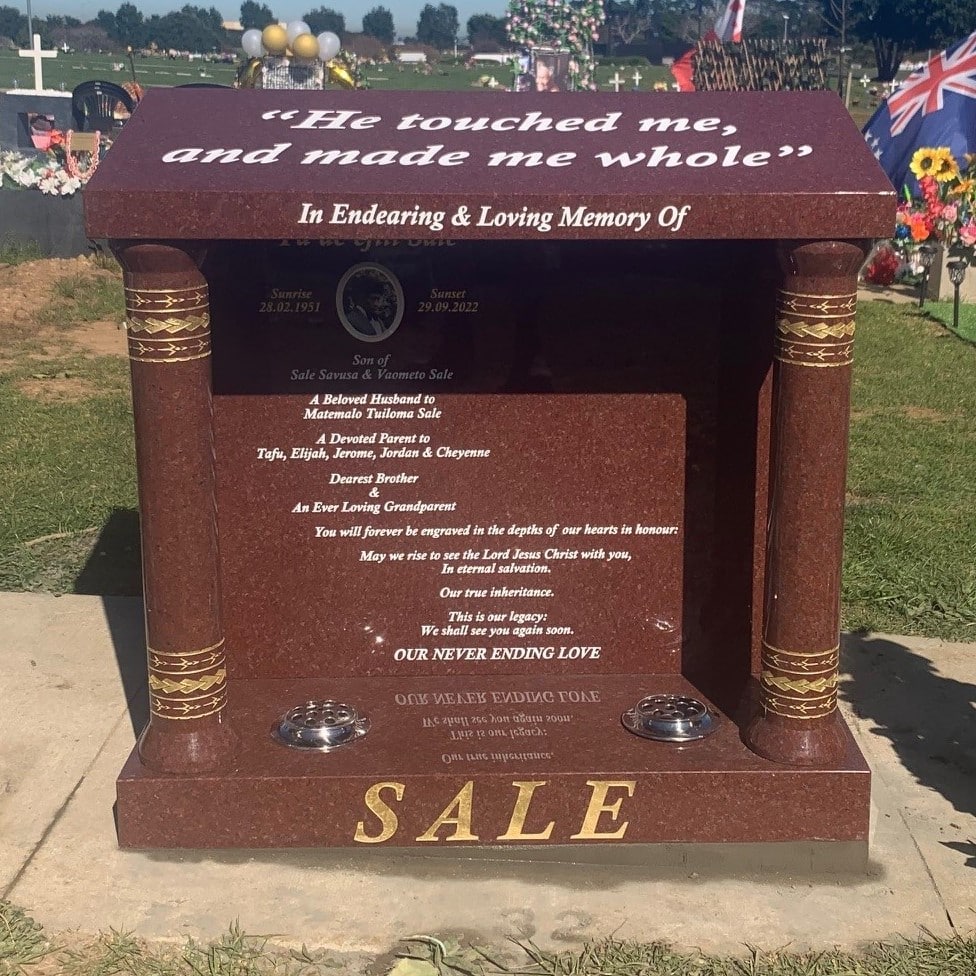 “He touched me,
and made me whole”
In Endearing & Loving Memory Of
Sale
Sunrise
28.02.1951
Sunset
29.09.2022
Son of
Sale Savusa & Vaometo Sale
A Beloved Husband to
Matemalo Tuiloma Sale
A Devoted Parent to
Tafu, Elijah, Jerome, Jordan & Cheyenne
Dearest Brother
&
An Ever Loving Grandparent
You will forever be engraved in the depths of our hearts in honour:
May we rise to see the Lord Jesus Christ with you,
In eternal salvation.
Our true inheritance.
This is our legacy:
We shall see you again soon.
OUR NEVER ENDING LOVE
SALE
32